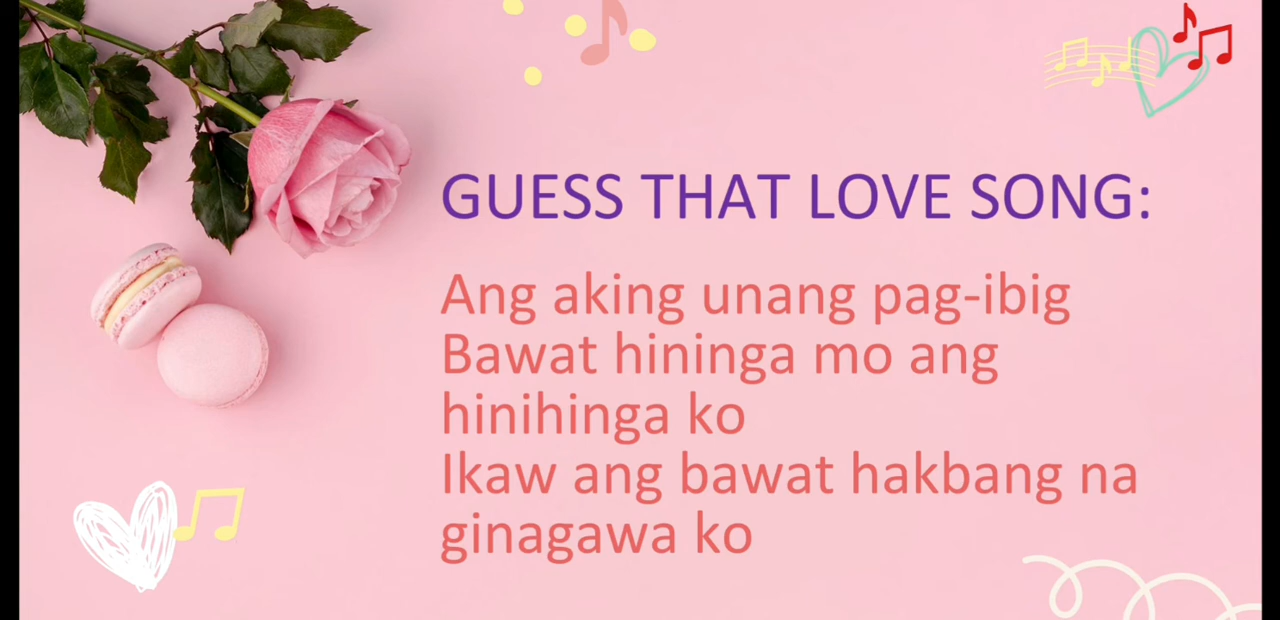 GUESS THAT LOVE SONG:
Ang aking unang pag-ibig
Bawat hininga mo ang
hinihinga ko
Ikaw ang bawat hakbang na
ginagawa ko